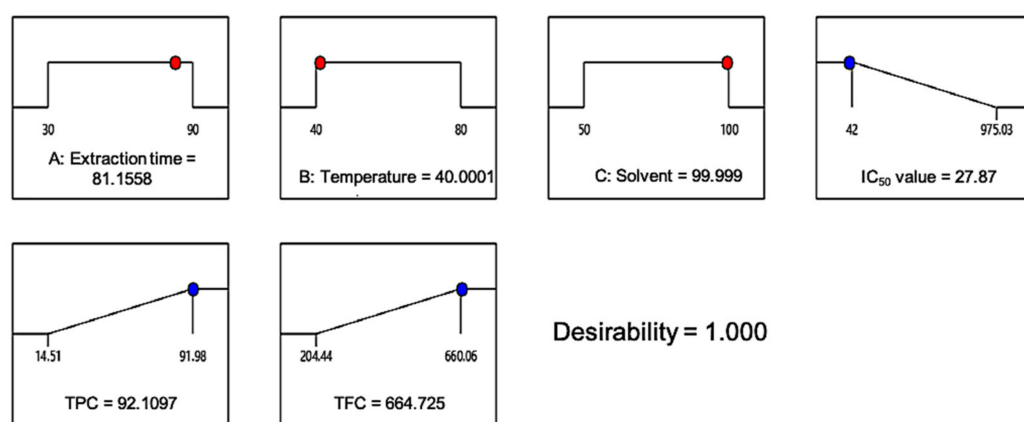 30 90
A: Extraction time =
81.1558
40 80
B: Temperature = 40.0001
50 100
C: Solvent = 99.999
42 975.03
IC₅₀ value = 27.87
14.51 91.98
TPC = 92.1097
204.44 660.06
TFC = 664.725
Desirability = 1.000